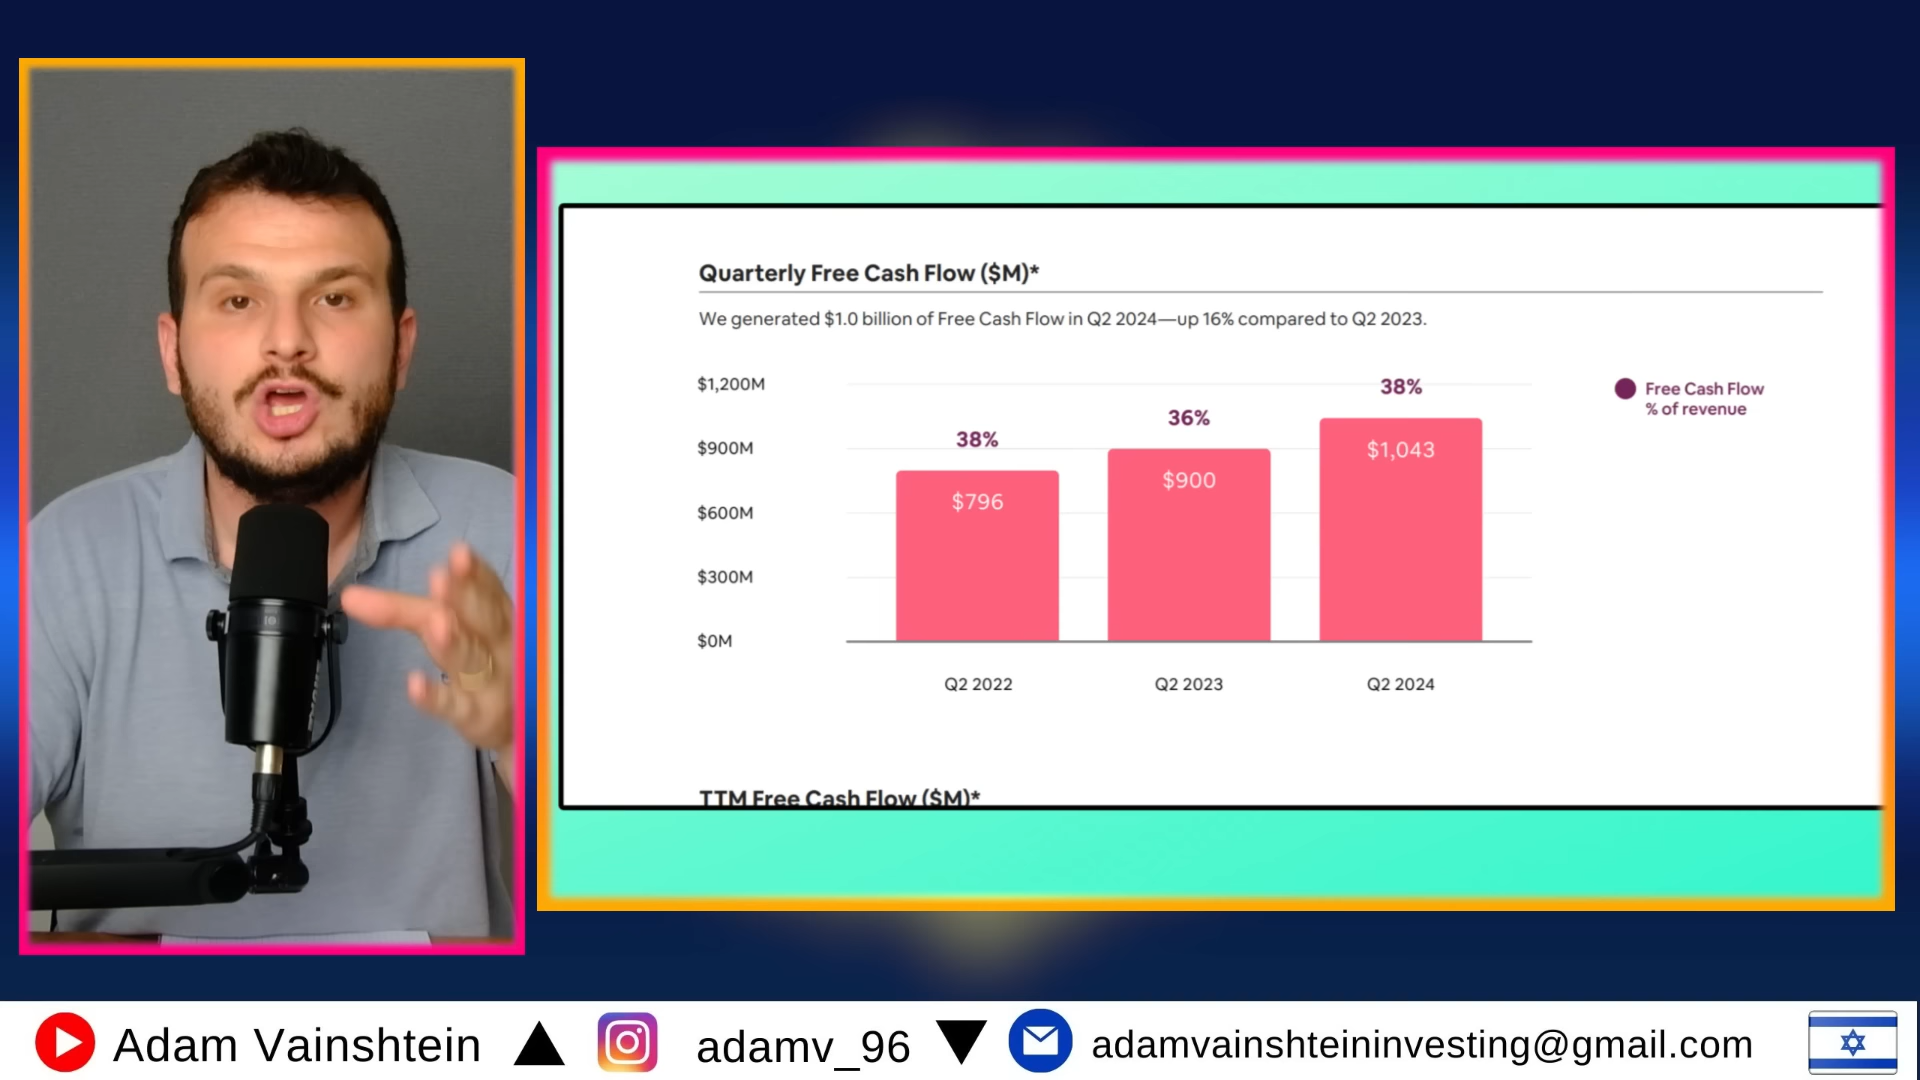 Quarterly Free Cash Flow ($M)*
We generated $1.0 billion of Free Cash Flow in Q2 2024—up 16% compared to Q2 2023.
$1,200M
$900M
$600M
$300M
$0M
38%
36%
38%
$796
$900
$1,043
Q2 2022
Q2 2023
Q2 2024
Free Cash Flow
% of revenue
TTM Free Cash Flow ($M)*
Adam Vainshtein
adamv_96
adamvainshteininvesting@gmail.com